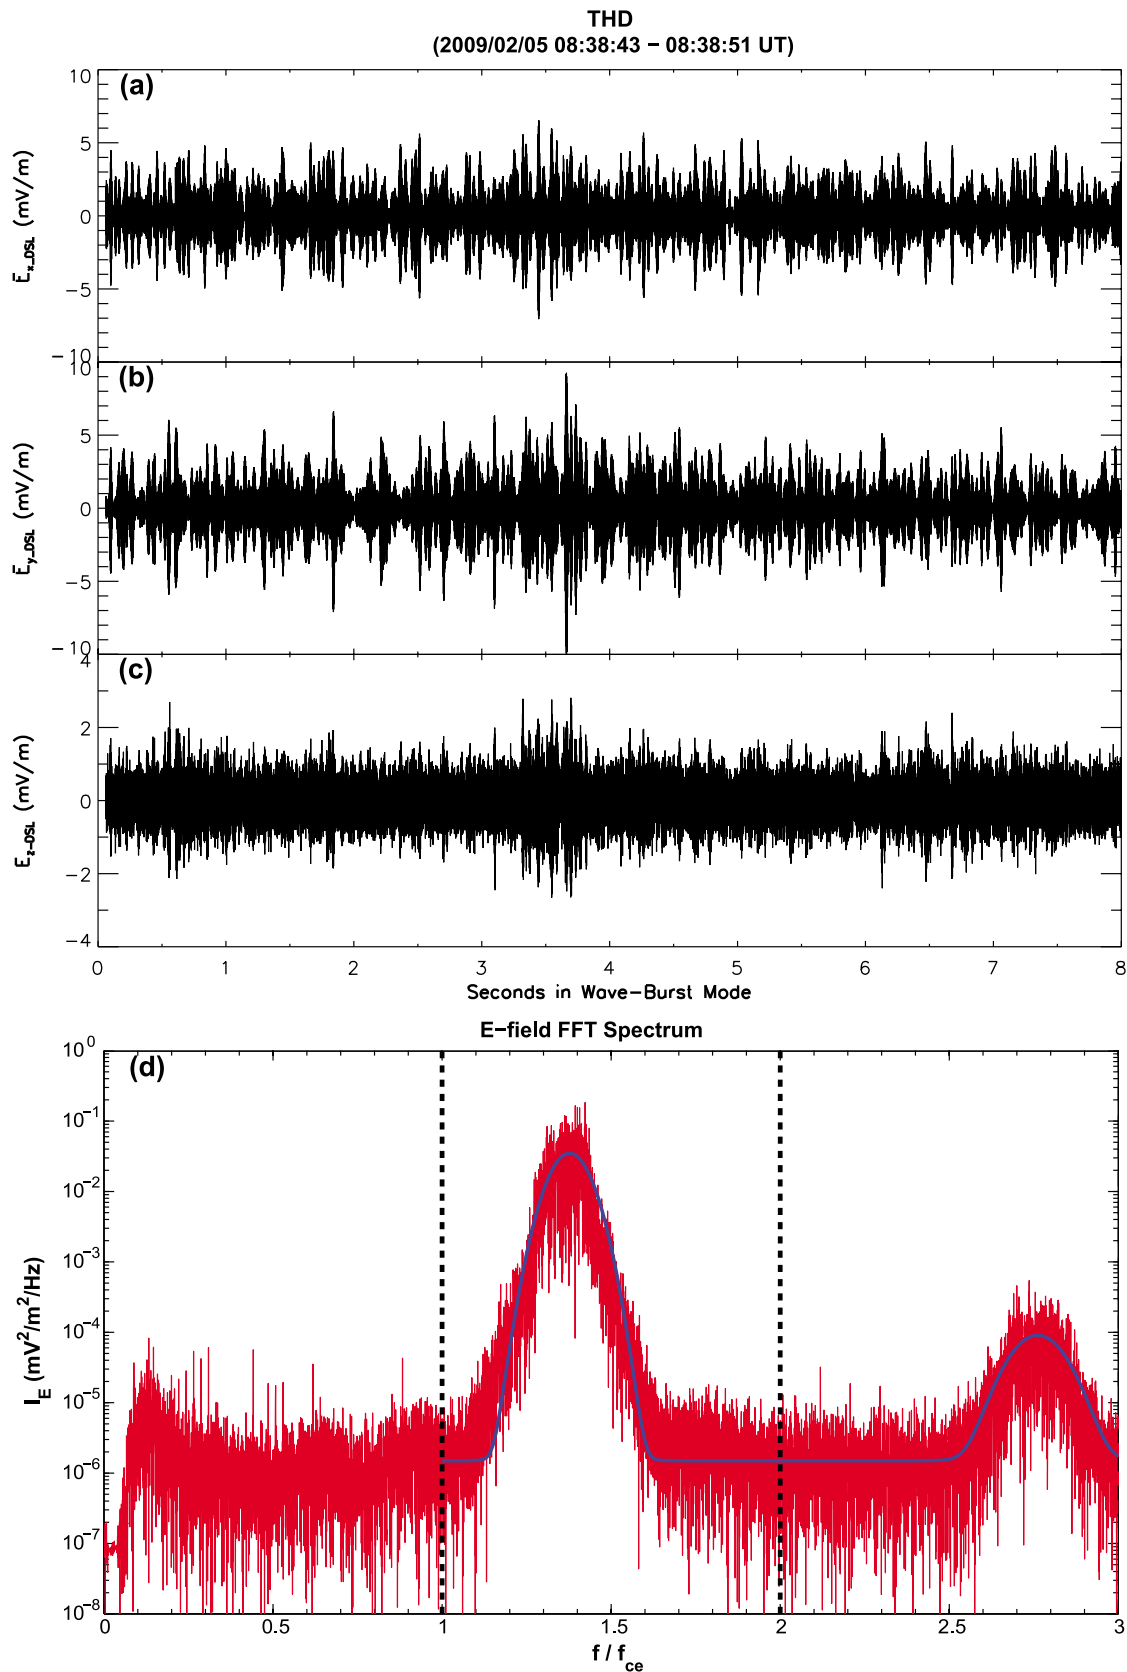 THD
(2009/02/05 08:38:43 − 08:38:51 UT)
(a)
10
5
0
−5
−10
E_x_DSL (mV/m)
(b)
10
5
0
−5
−10
E_y_DSL (mV/m)
(c)
4
2
0
−2
−4
E_z−DSL (mV/m)
0 1 2 3 4 5 6 7 8
Seconds in Wave−Burst Mode
E−field FFT Spectrum
(d)
10^0
10^−1
10^−2
10^−3
10^−4
10^−5
10^−6
10^−7
10^−8
I_E (mV^2/m^2/Hz)
0 0.5 1 1.5 2 2.5 3
f / f_ce